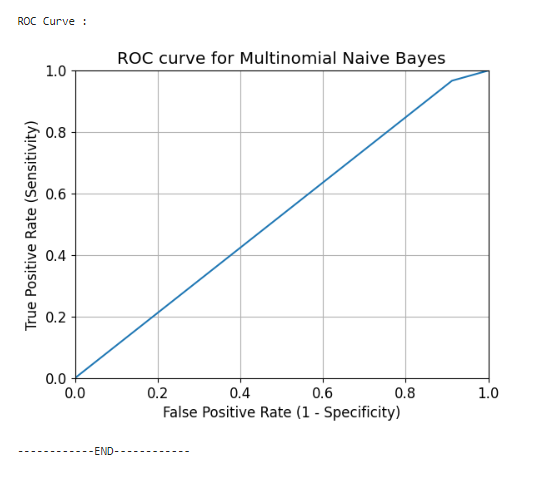 ROC Curve :
ROC curve for Multinomial Naive Bayes
1.0
0.8
0.6
0.4
0.2
0.0
True Positive Rate (Sensitivity)
0.0 0.2 0.4 0.6 0.8 1.0
False Positive Rate (1 - Specificity)
------------END------------